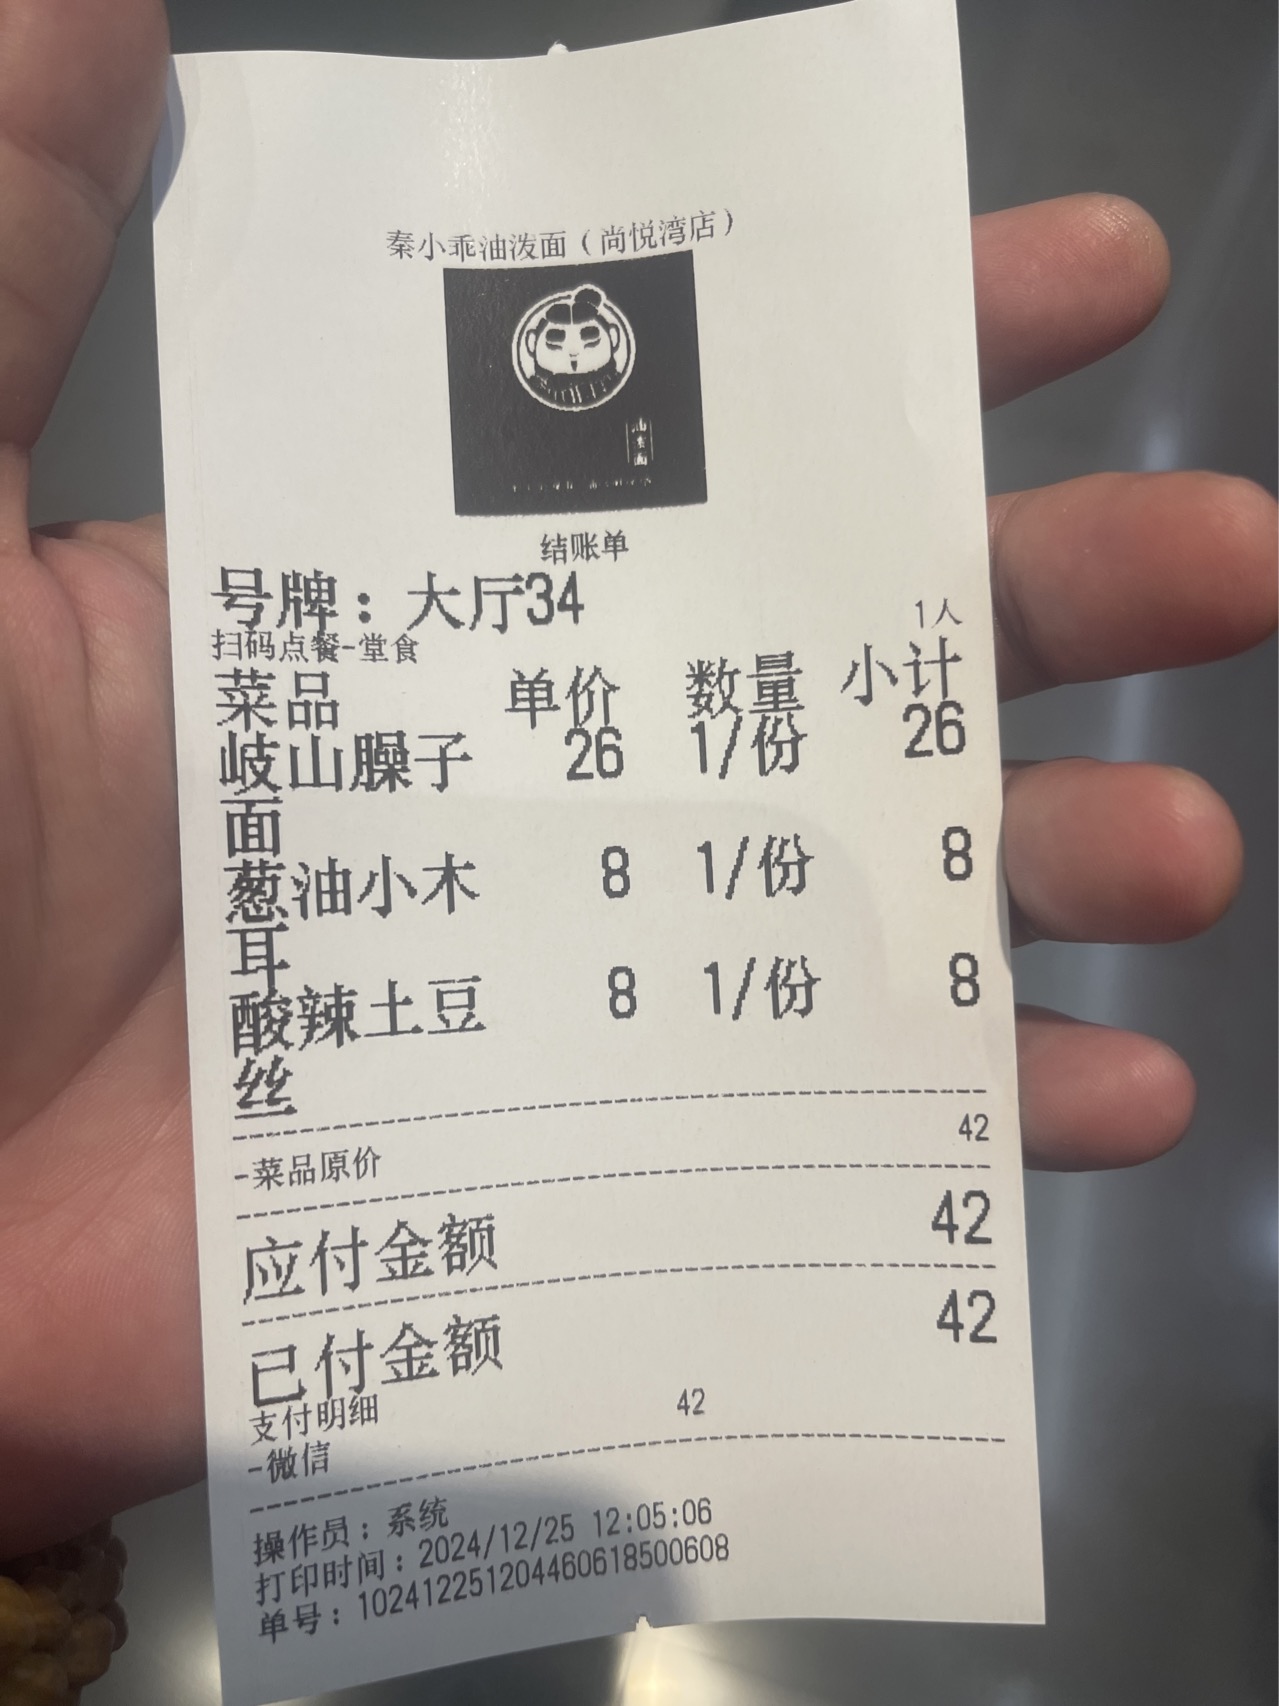 秦小乖油泼面（尚悦湾店）
结账单
号牌：大厅34
1人
扫码点餐-堂食
菜品 单价 数量 小计
岐山臊子面 26 1/份 26
葱油小木耳 8 1/份 8
酸辣土豆丝 8 1/份 8
-菜品原价 42
应付金额 42
已付金额 42
支付明细
-微信 42
操作员：系统
打印时间：2024/12/25 12:05:06
单号：102412251204460618500608